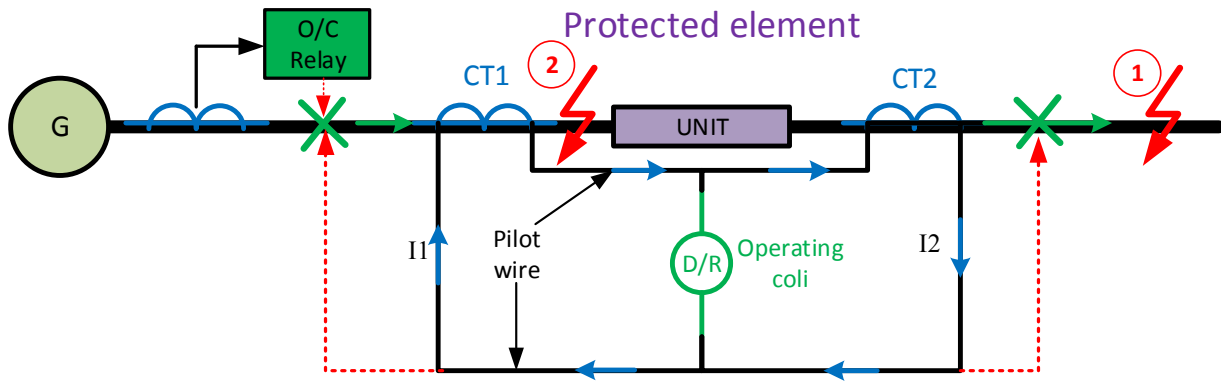 Protected element
O/C
Relay
CT1
2
CT2
1
G
UNIT
I1
Pilot
wire
D/R
Operating
coli
I2